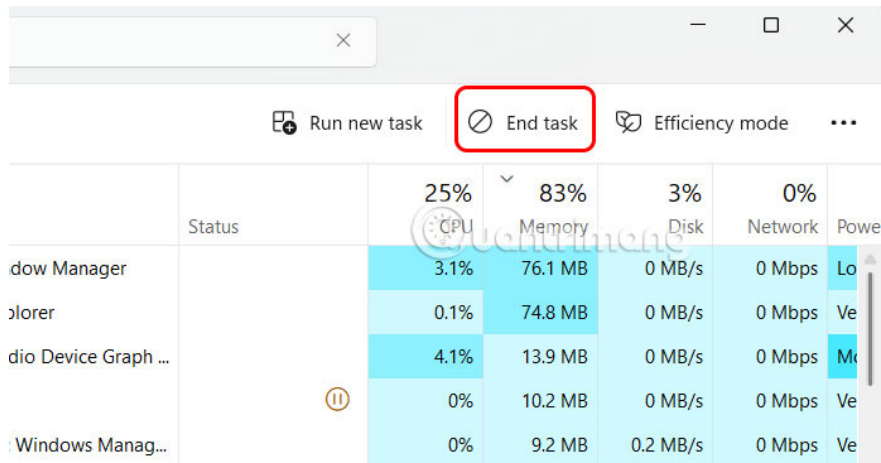 Run new task End task Efficiency mode
25% 83% 3% 0%
Status CPU Memory Disk Network Powe
Quantrimang
dow Manager 3.1% 76.1 MB 0 MB/s 0 Mbps Lo
plorer 0.1% 74.8 MB 0 MB/s 0 Mbps Ve
dio Device Graph ... 4.1% 13.9 MB 0 MB/s 0 Mbps Mo
0% 10.2 MB 0 MB/s 0 Mbps Ve
Windows Manag... 0% 9.2 MB 0.2 MB/s 0 Mbps Ve